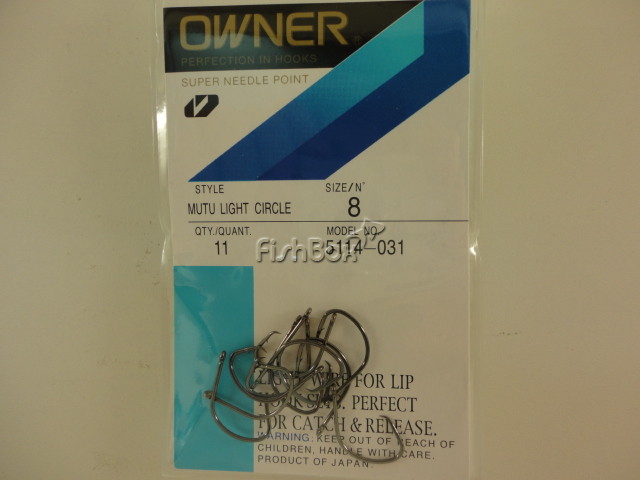 OWNER
PERFECTION IN HOOKS
SUPER NEEDLE POINT
STYLE SIZE/N°
MUTU LIGHT CIRCLE 8
QTY./QUANT. MODEL NO.
11 5114-031
FishBOX
FOR LIP
PERFECT
FOR CATCH & RELEASE.
WARNING: KEEP OUT OF REACH OF
CHILDREN, HANDLE WITH CARE.
PRODUCT OF JAPAN.